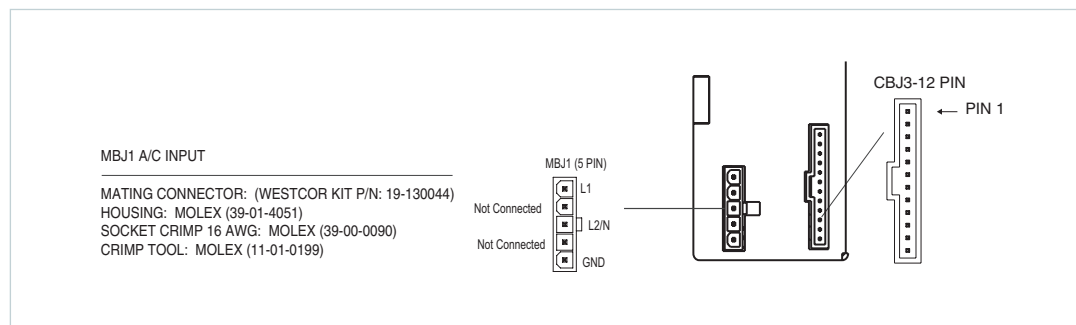 CBJ3-12 PIN
PIN 1
MBJ1 A/C INPUT
MATING CONNECTOR: (WESTCOR KIT P/N: 19-130044)
HOUSING: MOLEX (39-01-4051)
SOCKET CRIMP 16 AWG: MOLEX (39-00-0090)
CRIMP TOOL: MOLEX (11-01-0199)
MBJ1 (5 PIN)
L1
Not Connected
L2/N
Not Connected
GND